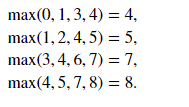 max(0, 1, 3, 4) = 4,
max(1, 2, 4, 5) = 5,
max(3, 4, 6, 7) = 7,
max(4, 5, 7, 8) = 8.